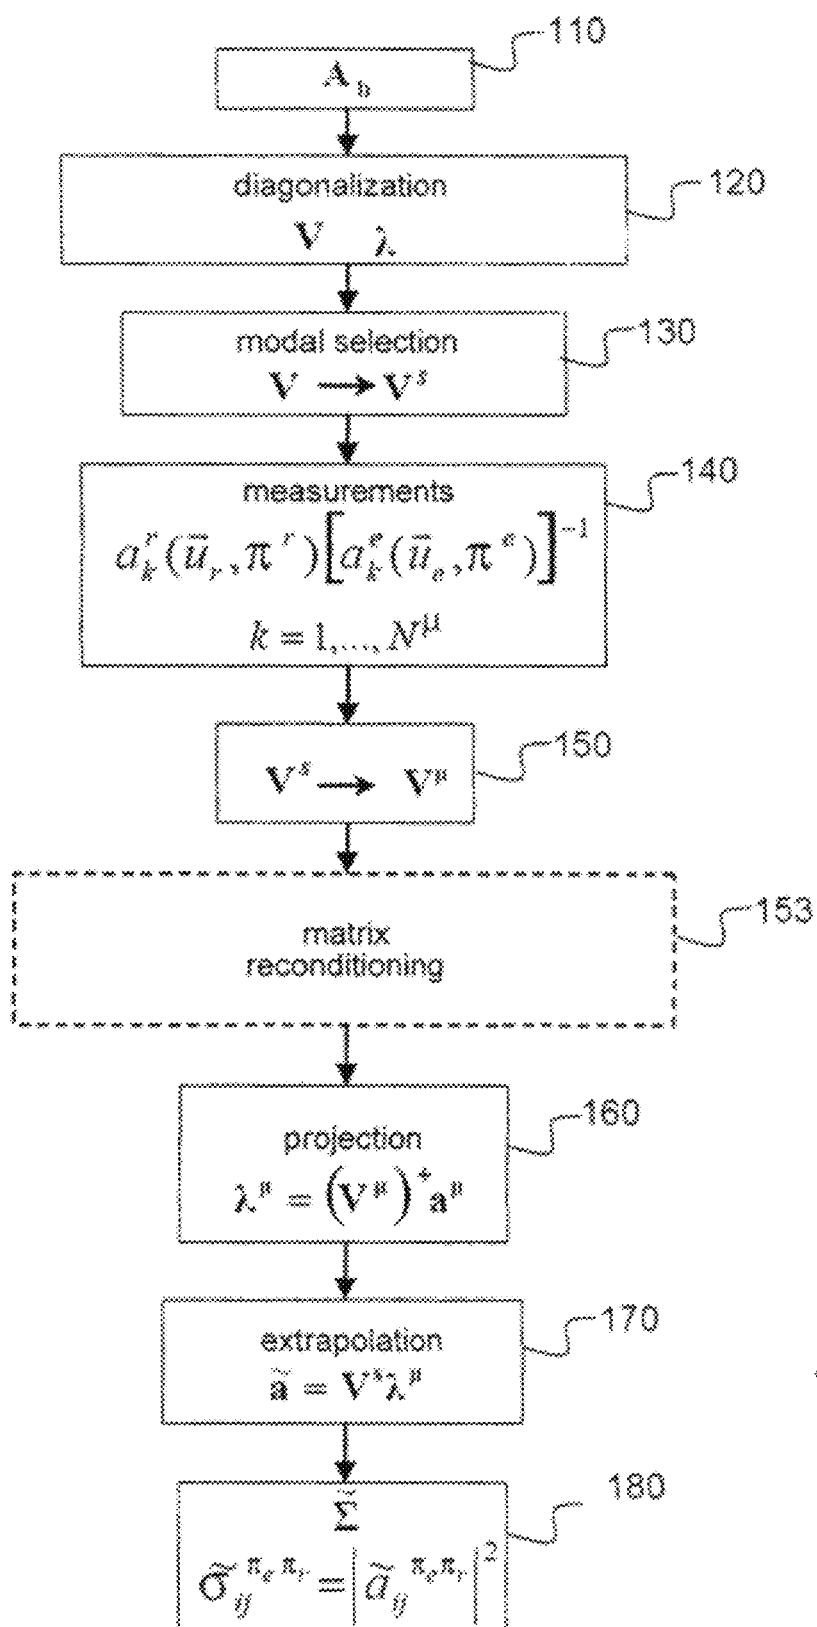 110
A_b
diagonalization
120
V λ
modal selection
130
V → V^s
140
measurements
a_k^r(ū_r, π^r)[a_k^e(ū_e, π^e)]^-1
k = 1,..., N^μ
150
V^s → V^μ
153
matrix
reconditioning
160
projection
λ^μ = (V^μ)^+ a^μ
170
extrapolation
ã = V^s λ^μ
180
Σ̃
σ̃_ij^π_e π_r = |ã_ij^π_e π_r|^2